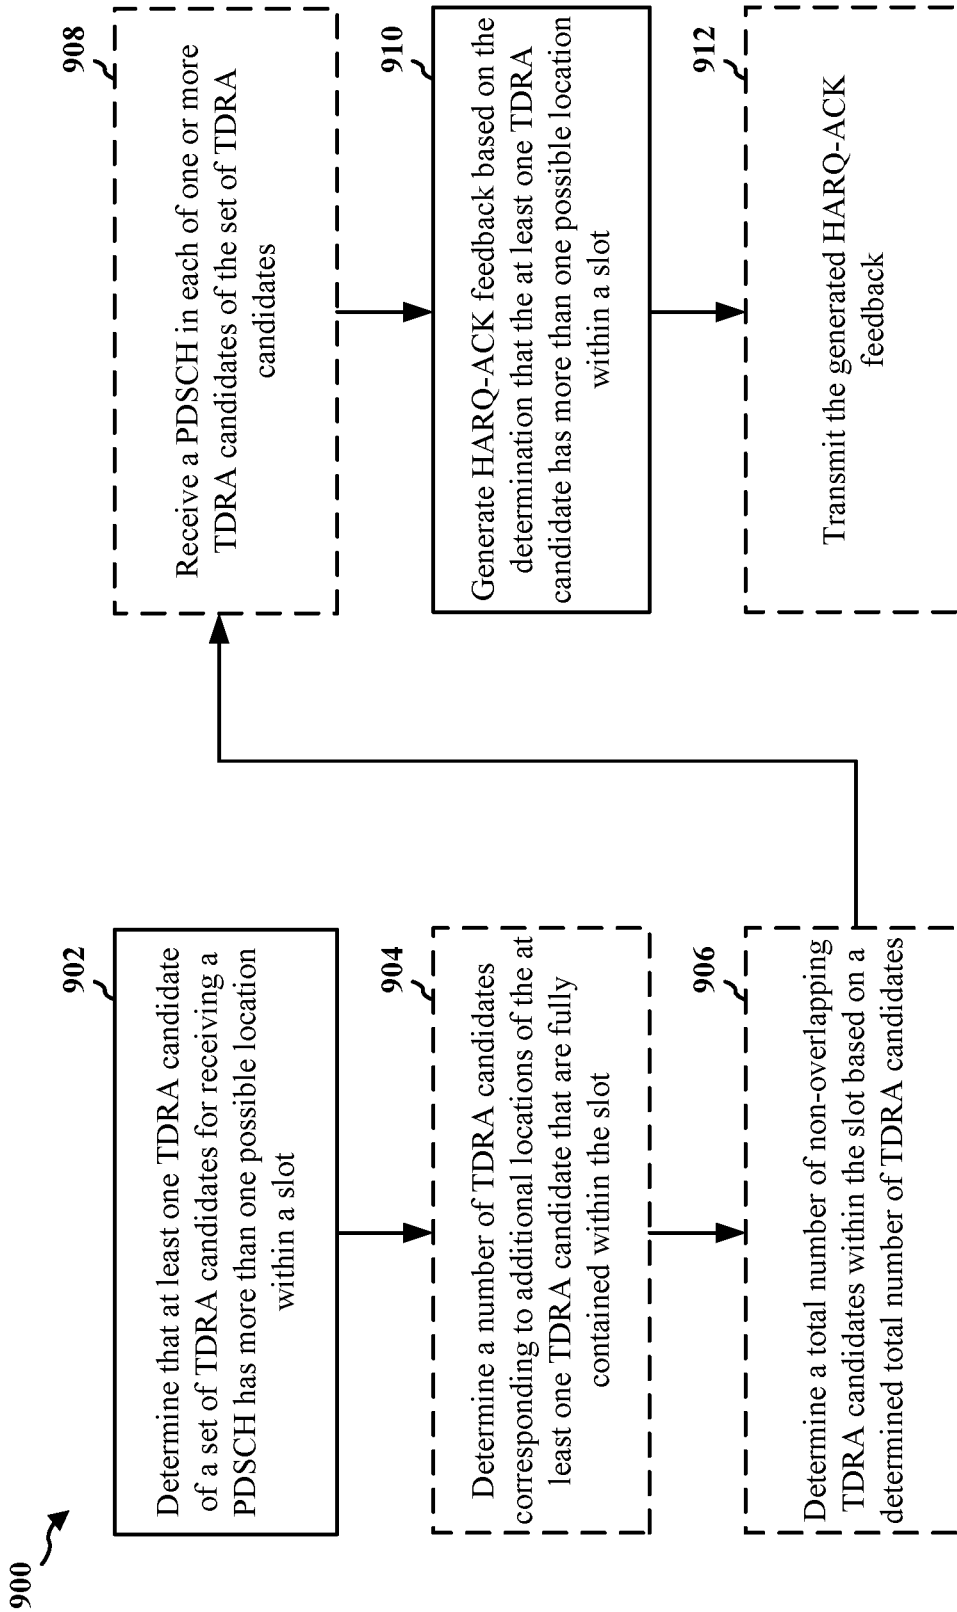 900
902
Determine that at least one TDRA candidate
of a set of TDRA candidates for receiving a
PDSCH has more than one possible location
within a slot
904
Determine a number of TDRA candidates
corresponding to additional locations of the at
least one TDRA candidate that are fully
contained within the slot
906
Determine a total number of non-overlapping
TDRA candidates within the slot based on a
determined total number of TDRA candidates
908
Receive a PDSCH in each of one or more
TDRA candidates of the set of TDRA
candidates
910
Generate HARQ-ACK feedback based on the
determination that the at least one TDRA
candidate has more than one possible location
within a slot
912
Transmit the generated HARQ-ACK
feedback